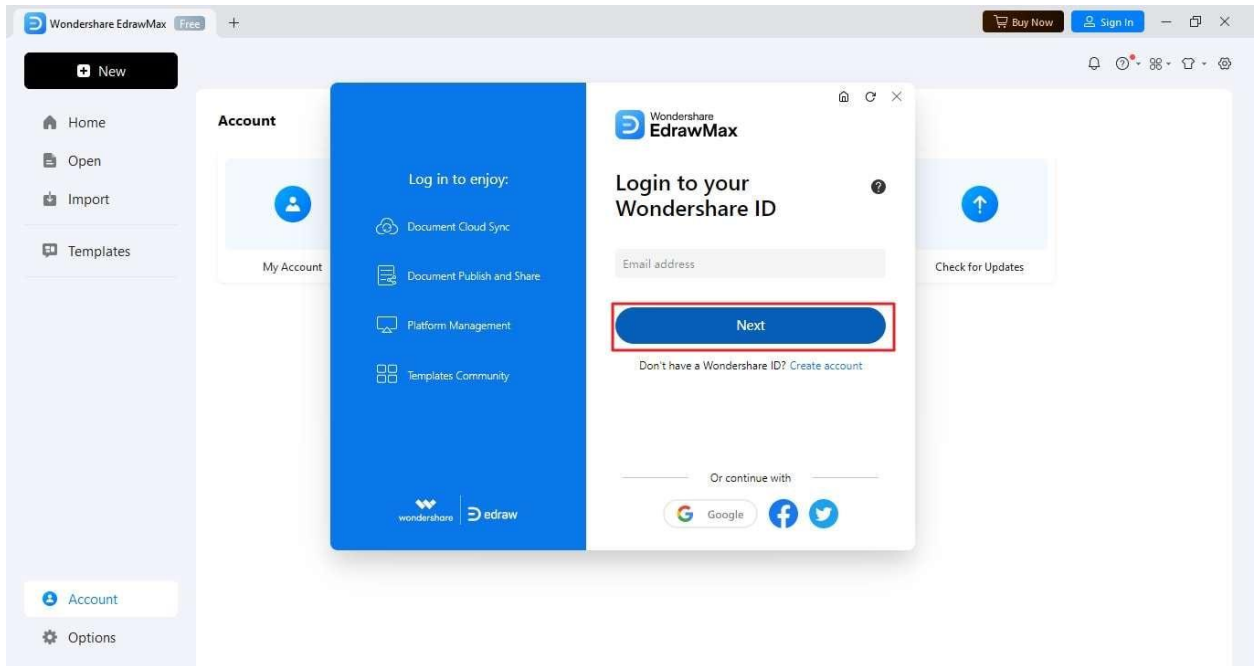 Wondershare EdrawMax Free +
Buy Now
Sign In
New
Home
Open
Import
Templates
Account
Options
Account
My Account
Check for Updates
Log in to enjoy:
Document Cloud Sync
Document Publish and Share
Platform Management
Templates Community
wondershare edraw
Wondershare
EdrawMax
Login to your
Wondershare ID
Email address
Next
Don't have a Wondershare ID? Create account
Or continue with
Google